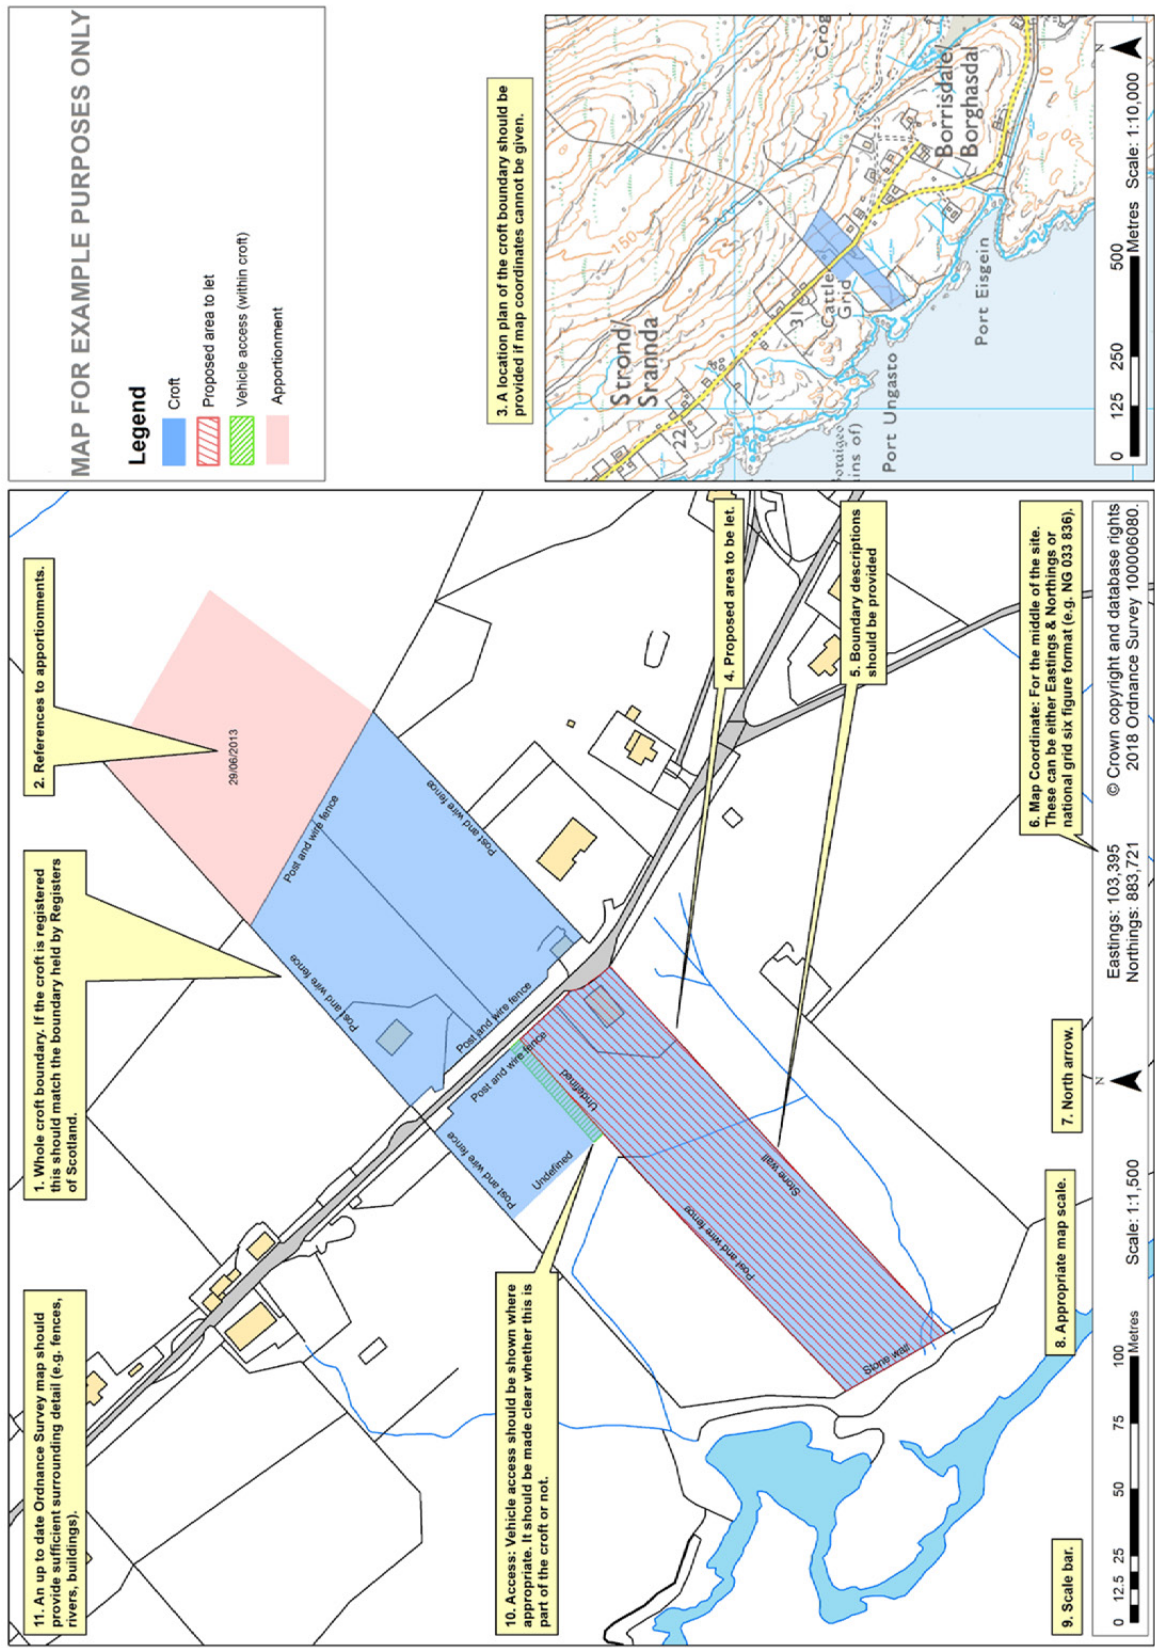 11. An up to date Ordnance Survey map should
provide sufficient surrounding detail (e.g. fences,
rivers, buildings).
1. Whole croft boundary. If the croft is registered
this should match the boundary held by Registers
of Scotland.
2. References to apportionments.
29/06/2013
Post and wire fence
Post and wire fence
Post and wire fence
Post and wire fence
Post and wire fence
Post and wire fence
Undefined
Undefined
Post and wire fence
Stone wall
Stone wall
10. Access: Vehicle access should be shown where
appropriate. It should be made clear whether this is
part of the croft or not.
4. Proposed area to be let.
5. Boundary descriptions
should be provided
6. Map Coordinate: For the middle of the site.
These can be either Eastings & Northings or
national grid six figure format (e.g. NG 033 836).
7. North arrow.
8. Appropriate map scale.
9. Scale bar.
0 12.5 25 50 75 100
Metres
Scale: 1:1,500
N
Eastings: 103,395
Northings: 883,721
© Crown copyright and database rights
2018 Ordnance Survey 100006080.
MAP FOR EXAMPLE PURPOSES ONLY
Legend
Croft
Proposed area to let
Vehicle access (within croft)
Apportionment
3. A location plan of the croft boundary should be
provided if map coordinates cannot be given.
Crog
150
Strond/
Srannda
22
31
Cattle
Grid
Borrisdale/
Borghasdal
10
20
ins of)
Port Ungasto
Port Eisgein
0 125 250 500
Metres
Scale: 1:10,000
N